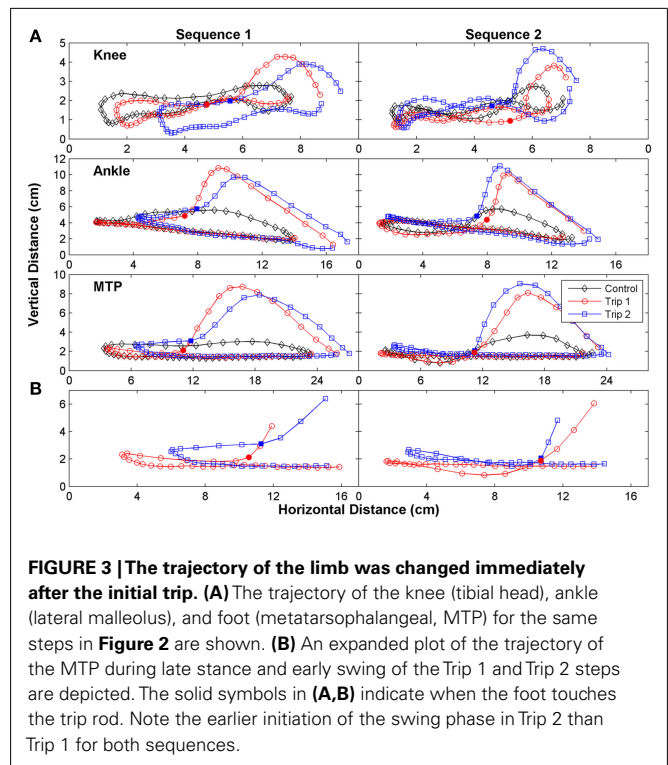 Sequence 1 Sequence 2
A
Knee
5
4
3
2
1
0
0 2 4 6 8 0 2 4 6 8 0
Ankle
12
10
8
6
4
2
0
0 4 8 12 16 0 4 8 12 16 0
Vertical Distance (cm)
MTP
10
8
6
4
2
0
0 6 12 18 24 0 6 12 18 24
Control
Trip 1
Trip 2
B
6
4
2
0
0 4 8 12 16 0 4 8 12 16
Horizontal Distance (cm)
FIGURE 3 | The trajectory of the limb was changed immediately
after the initial trip. (A) The trajectory of the knee (tibial head), ankle
(lateral malleolus), and foot (metatarsophalangeal, MTP) for the same
steps in Figure 2 are shown. (B) An expanded plot of the trajectory of
the MTP during late stance and early swing of the Trip 1 and Trip 2 steps
are depicted. The solid symbols in (A,B) indicate when the foot touches
the trip rod. Note the earlier initiation of the swing phase in Trip 2 than
Trip 1 for both sequences.